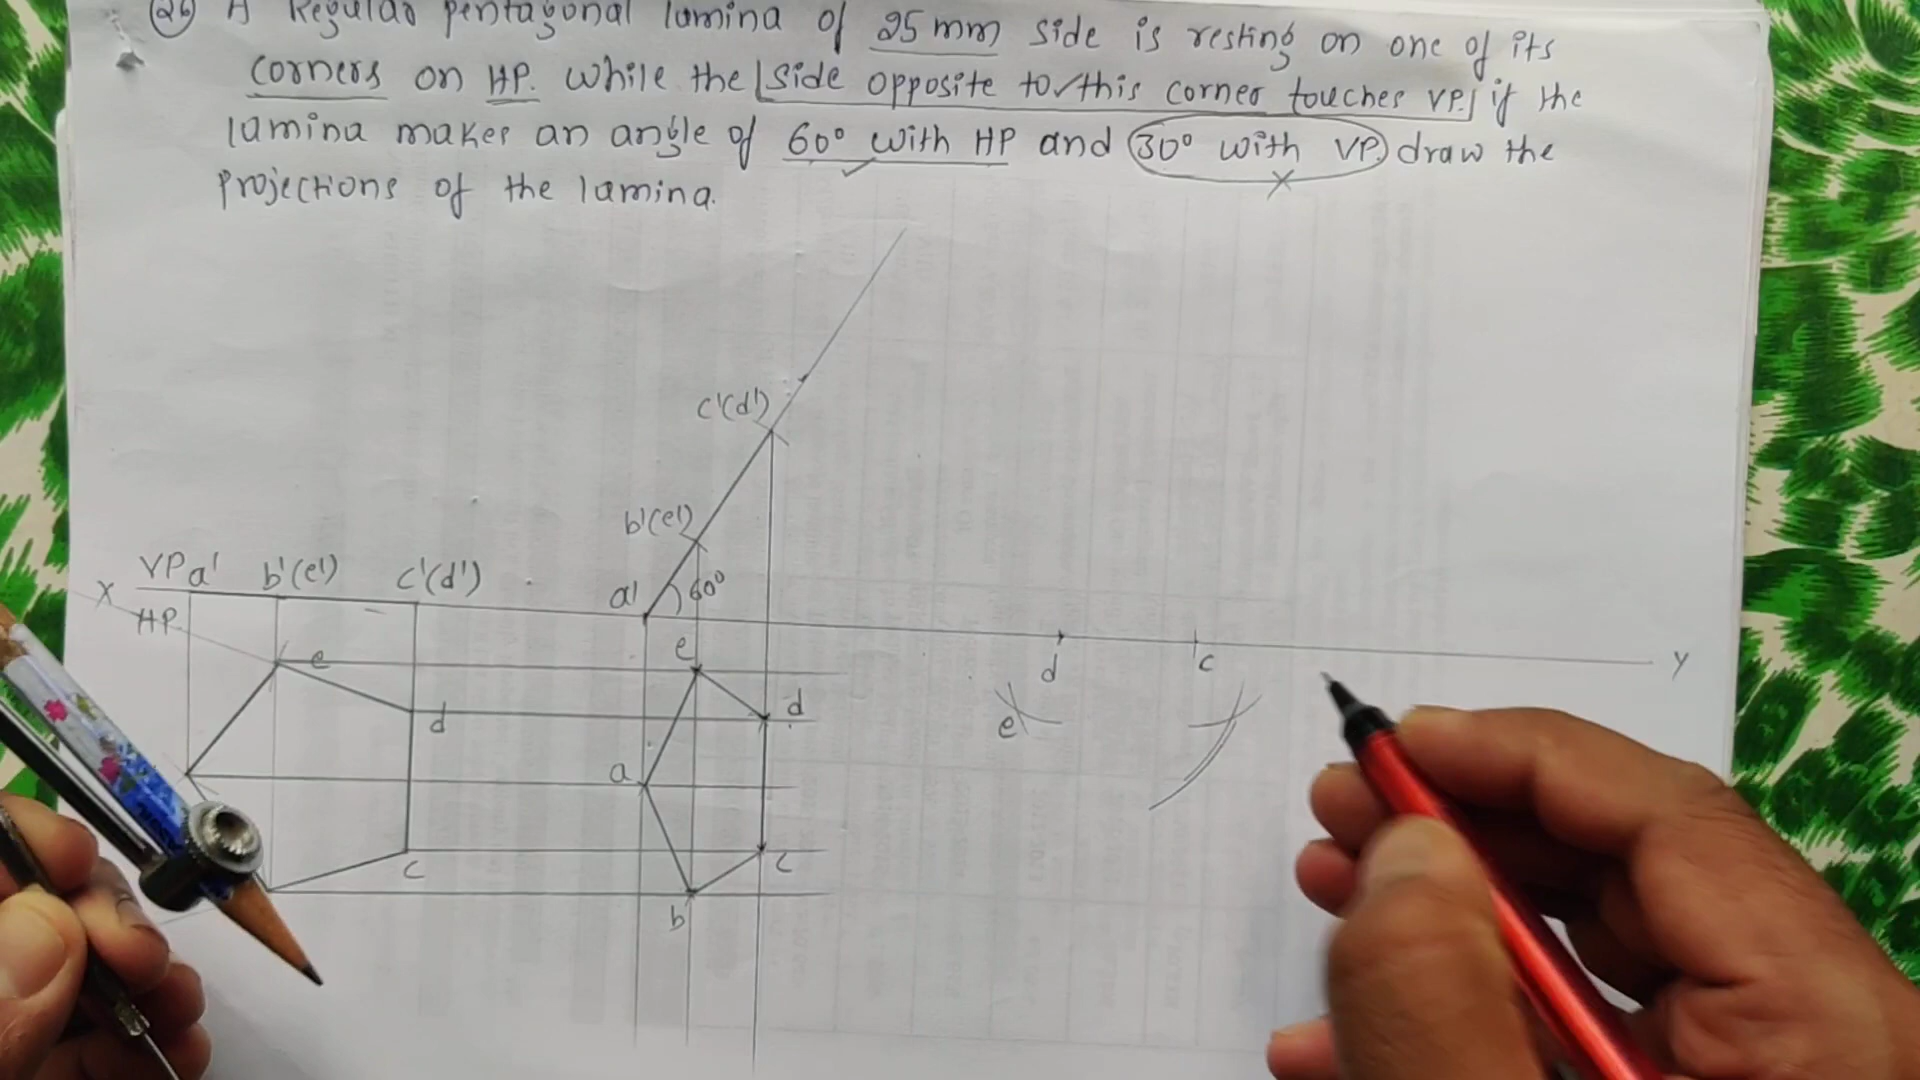 (26) A Regular pentagonal lamina of 25 mm side is resting on one of its
corners on HP. While the side opposite to this corner touches VP. if the
lamina makes an angle of 60° with HP and 30° with VP. draw the
projections of the lamina.
c'(d')
b'(e')
VP a' b'(e') c'(d') a' 60°
X
HP
e e d c y
d d e
a
c c
b